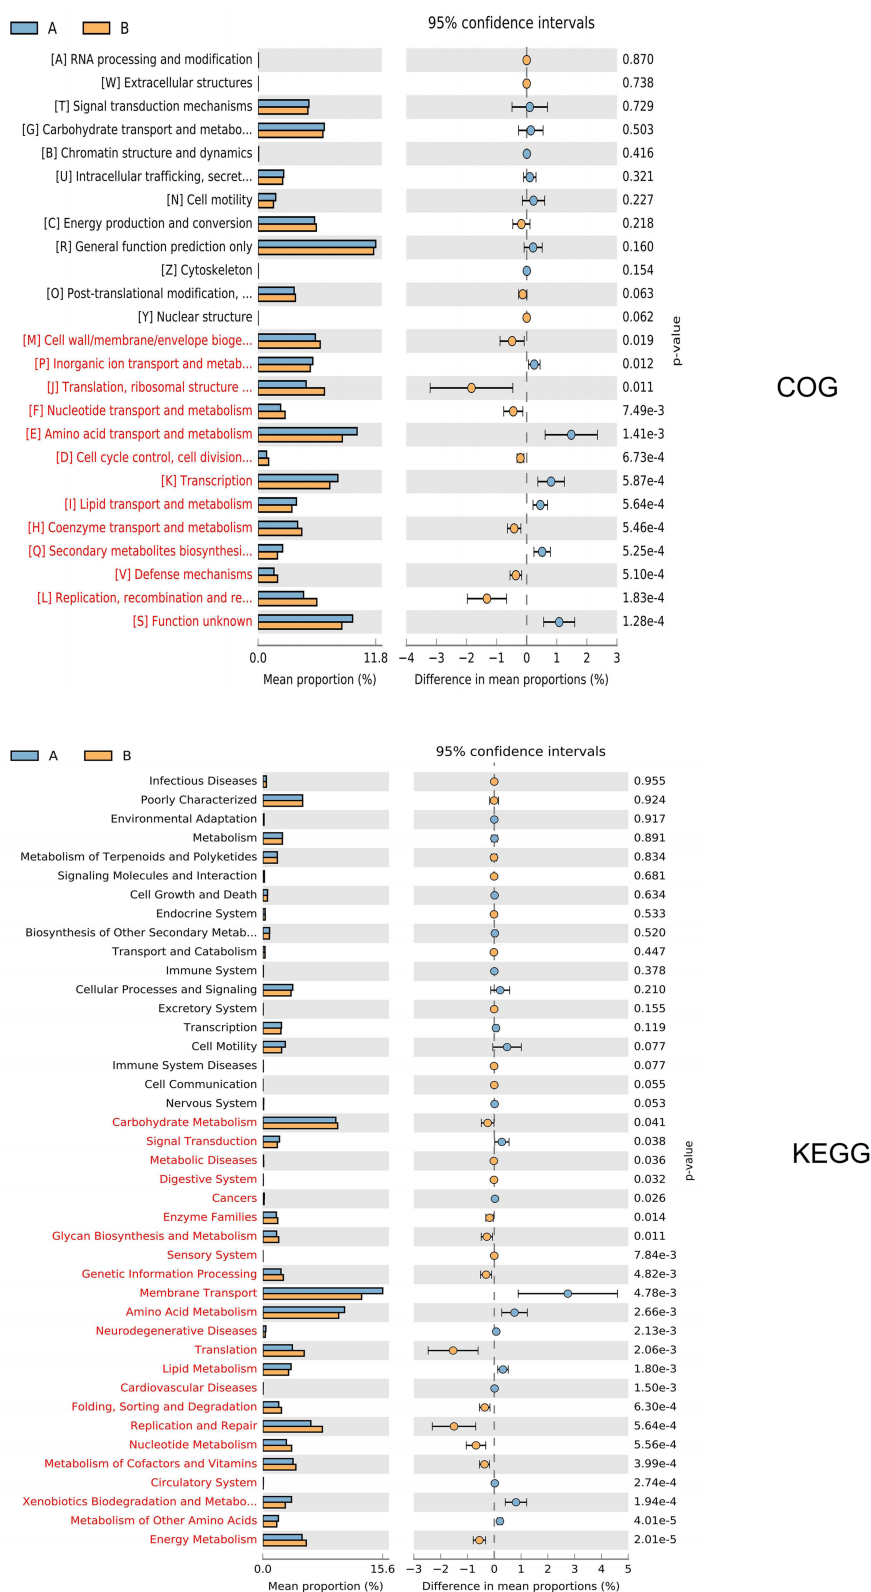 A B 95% confidence intervals
[A] RNA processing and modification 0.870
[W] Extracellular structures 0.738
[T] Signal transduction mechanisms 0.729
[G] Carbohydrate transport and metabo... 0.503
[B] Chromatin structure and dynamics 0.416
[U] Intracellular trafficking, secret... 0.321
[N] Cell motility 0.227
[C] Energy production and conversion 0.218
[R] General function prediction only 0.160
[Z] Cytoskeleton 0.154
[O] Post-translational modification, ... 0.063
[Y] Nuclear structure 0.062
[M] Cell wall/membrane/envelope bioge... 0.019
[P] Inorganic ion transport and metab... 0.012
[J] Translation, ribosomal structure ... 0.011
[F] Nucleotide transport and metabolism 7.49e-3
[E] Amino acid transport and metabolism 1.41e-3
[D] Cell cycle control, cell division... 6.73e-4
[K] Transcription 5.87e-4
[I] Lipid transport and metabolism 5.64e-4
[H] Coenzyme transport and metabolism 5.46e-4
[Q] Secondary metabolites biosynthesi... 5.25e-4
[V] Defense mechanisms 5.10e-4
[L] Replication, recombination and re... 1.83e-4
[S] Function unknown 1.28e-4
p-value
COG
0.0 11.8 −4 −3 −2 −1 0 1 2 3
Mean proportion (%) Difference in mean proportions (%)
A B 95% confidence intervals
Infectious Diseases 0.955
Poorly Characterized 0.924
Environmental Adaptation 0.917
Metabolism 0.891
Metabolism of Terpenoids and Polyketides 0.834
Signaling Molecules and Interaction 0.681
Cell Growth and Death 0.634
Endocrine System 0.533
Biosynthesis of Other Secondary Metab... 0.520
Transport and Catabolism 0.447
Immune System 0.378
Cellular Processes and Signaling 0.210
Excretory System 0.155
Transcription 0.119
Cell Motility 0.077
Immune System Diseases 0.077
Cell Communication 0.055
Nervous System 0.053
Carbohydrate Metabolism 0.041
Signal Transduction 0.038
Metabolic Diseases 0.036
Digestive System 0.032
Cancers 0.026
Enzyme Families 0.014
Glycan Biosynthesis and Metabolism 0.011
Sensory System 7.84e-3
Genetic Information Processing 4.82e-3
Membrane Transport 4.78e-3
Amino Acid Metabolism 2.66e-3
Neurodegenerative Diseases 2.13e-3
Translation 2.06e-3
Lipid Metabolism 1.80e-3
Cardiovascular Diseases 1.50e-3
Folding, Sorting and Degradation 6.30e-4
Replication and Repair 5.64e-4
Nucleotide Metabolism 5.56e-4
Metabolism of Cofactors and Vitamins 3.99e-4
Circulatory System 2.74e-4
Xenobiotics Biodegradation and Metabo... 1.94e-4
Metabolism of Other Amino Acids 4.01e-5
Energy Metabolism 2.01e-5
p-value
KEGG
0.0 15.6 −3 −2 −1 0 1 2 3 4 5
Mean proportion (%) Difference in mean proportions (%)